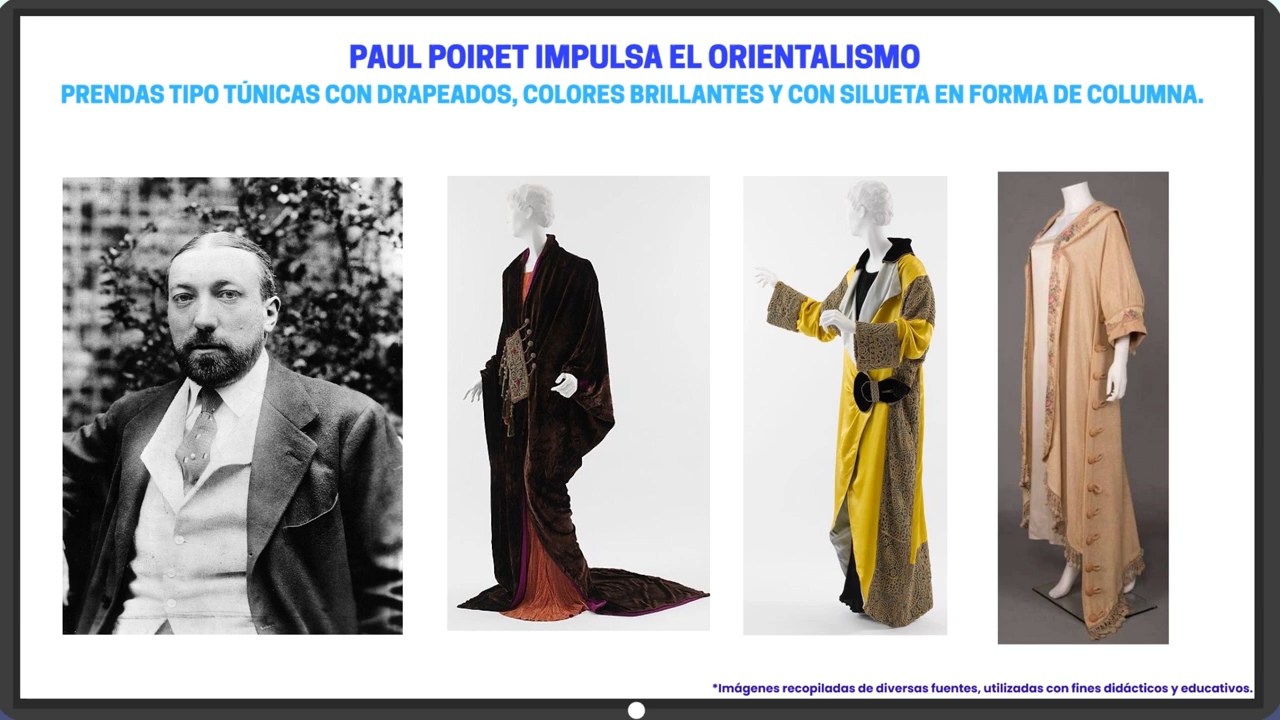 PAUL POIRET IMPULSA EL ORIENTALISMO
PRENDAS TIPO TÚNICAS CON DRAPEADOS, COLORES BRILLANTES Y CON SILUETA EN FORMA DE COLUMNA.
*Imágenes recopiladas de diversas fuentes, utilizadas con fines didácticos y educativos.